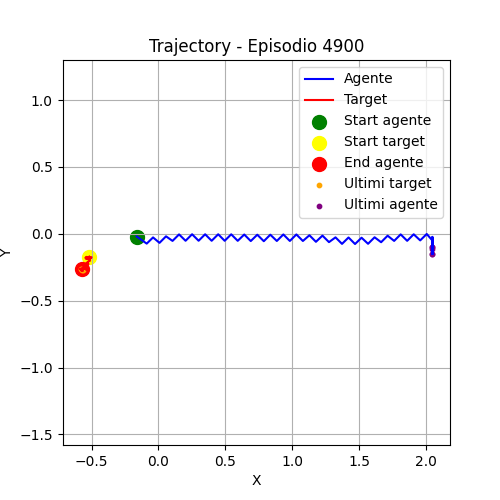 Trajectory - Episodio 4900
Agente
Target
Start agente
Start target
End agente
Ultimi target
Ultimi agente
1.0
0.5
0.0
−0.5
−1.0
−1.5
Y
−0.5
0.0
0.5
1.0
1.5
2.0
X